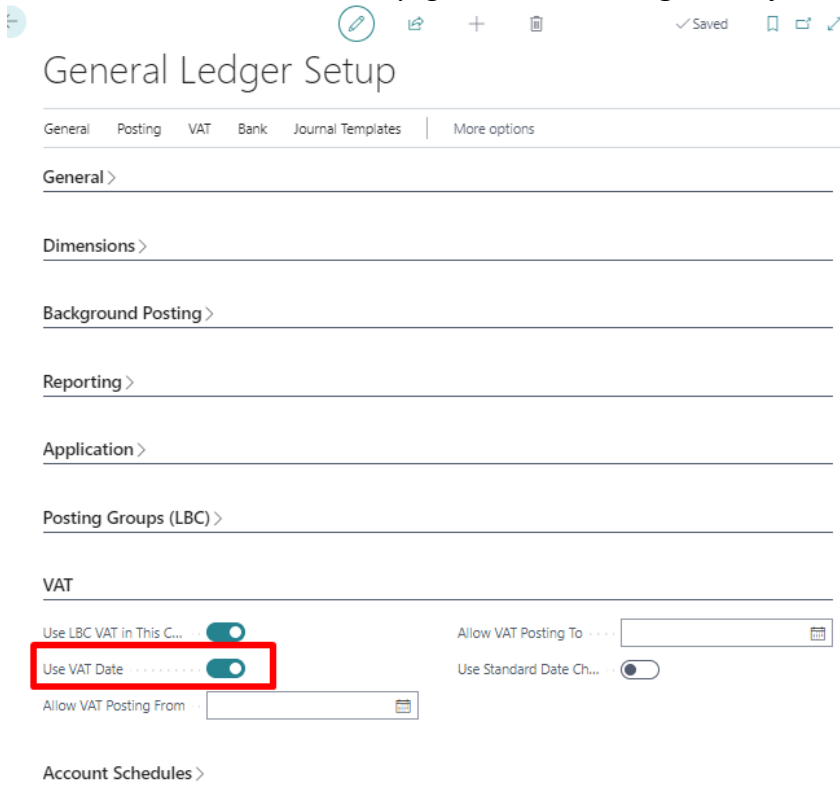 Saved
General Ledger Setup
General Posting VAT Bank Journal Templates More options
General
Dimensions
Background Posting
Reporting
Application
Posting Groups (LBC)
VAT
Use LBC VAT in This C...
Allow VAT Posting To
Use VAT Date
Use Standard Date Ch...
Allow VAT Posting From
Account Schedules